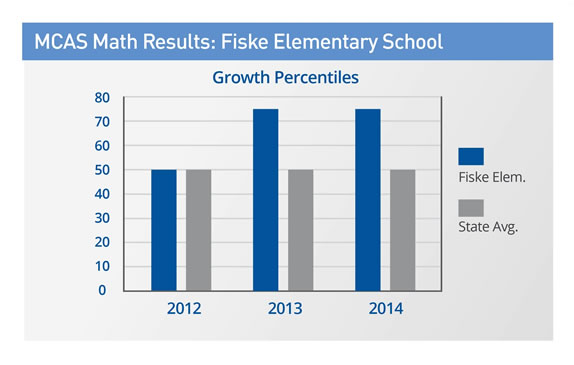 MCAS Math Results: Fiske Elementary School
Growth Percentiles
80
70
60
50
40
30
20
10
0
2012 2013 2014
Fiske Elem.
State Avg.